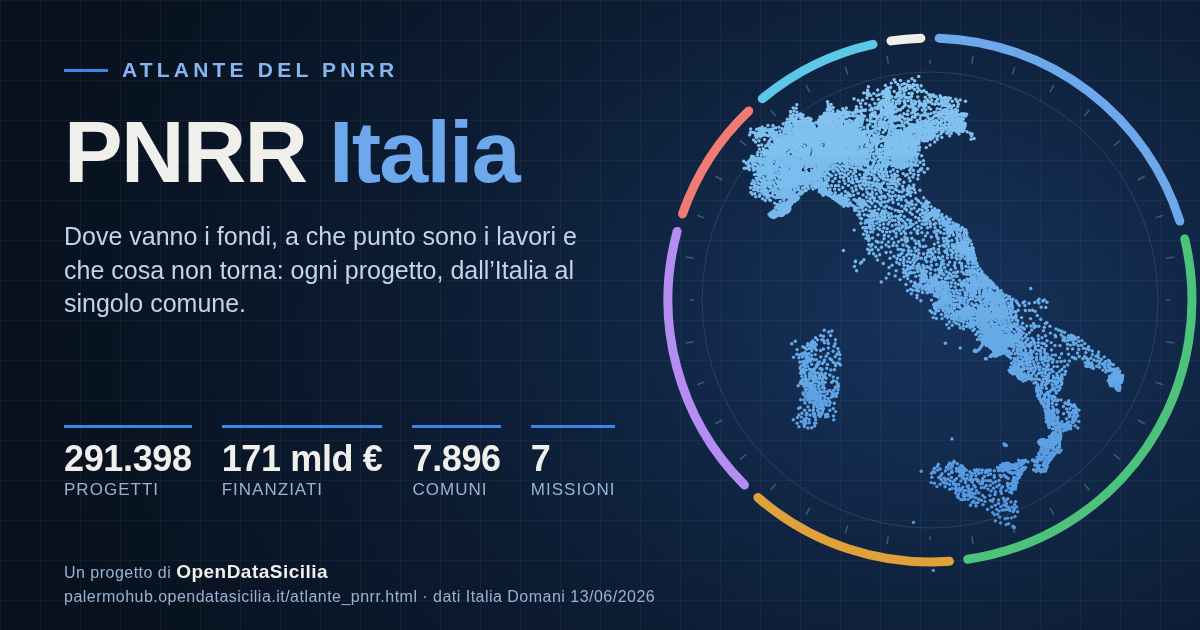 ATLANTE DEL PNRR
PNRR Italia
Dove vanno i fondi, a che punto sono i lavori e
che cosa non torna: ogni progetto, dall’Italia al
singolo comune.
291.398 171 mld € 7.896 7
PROGETTI FINANZIATI COMUNI MISSIONI
Un progetto di OpenDataSicilia
palermohub.opendatasicilia.it/atlante_pnrr.html · dati Italia Domani 13/06/2026